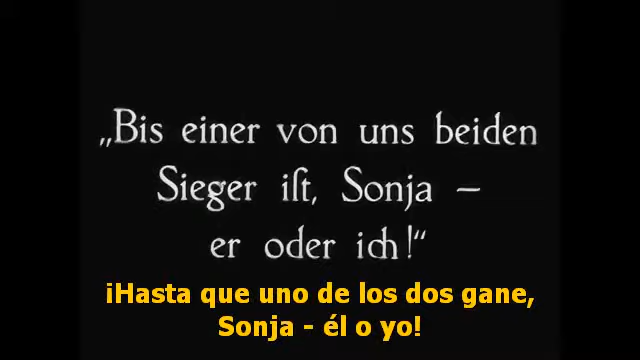 „Bis einer von uns beiden
Sieger iſt, Sonja –
er oder ich!“
¡Hasta que uno de los dos gane,
Sonja - él o yo!